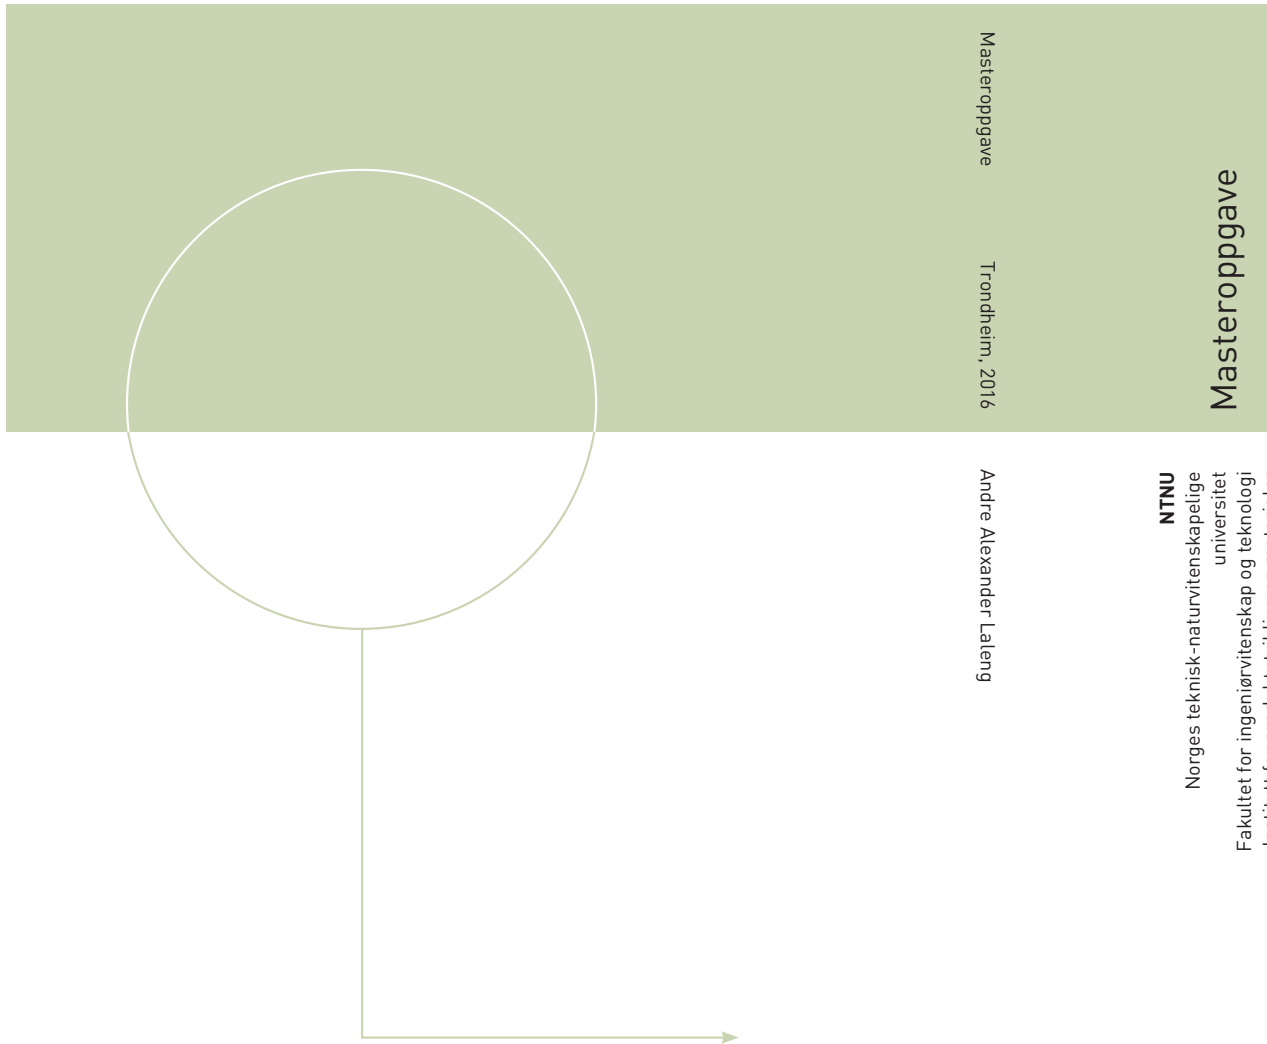 Masteroppgave
Trondheim, 2016
Andre Alexander Laleng
Masteroppgave
NTNU
Norges teknisk-naturvitenskapelige
universitet
Fakultet for ingeniørvitenskap og teknologi